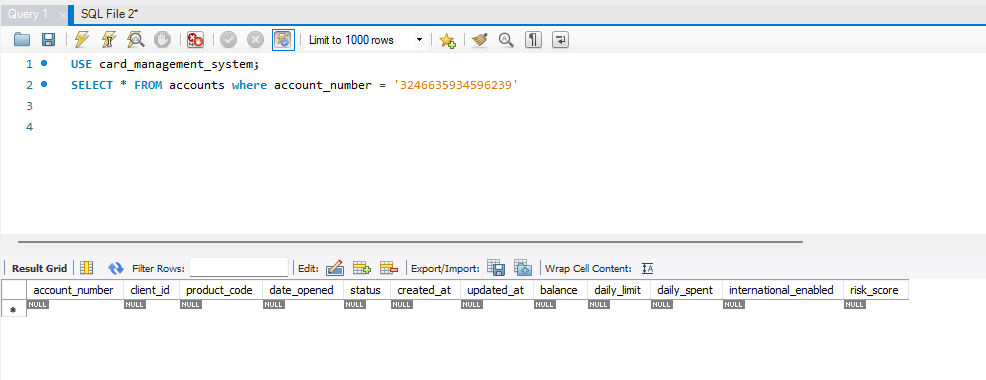 Query 1 SQL File 2*
Limit to 1000 rows
1 USE card_management_system;
2 SELECT * FROM accounts where account_number = '3246635934596239'
3
4
Result Grid Filter Rows: Edit: Export/Import: Wrap Cell Content:
account_number client_id product_code date_opened status created_at updated_at balance daily_limit daily_spent international_enabled risk_score
NULL NULL NULL NULL NULL NULL NULL NULL NULL NULL NULL NULL